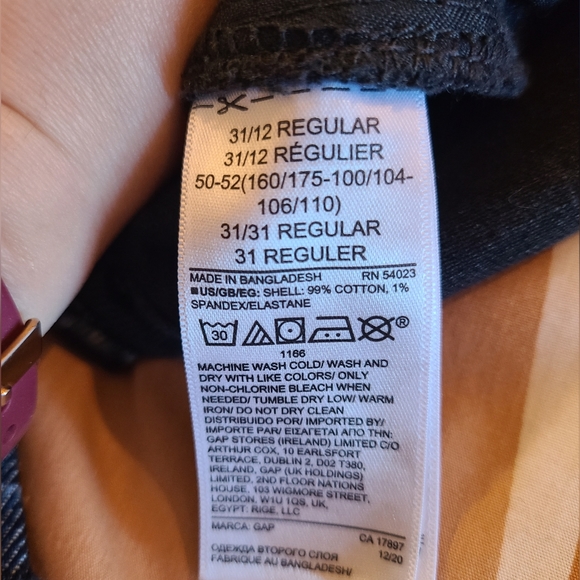 31/12 REGULAR
31/12 RÉGULIER
50-52(160/175-100/104-
106/110)
31/31 REGULAR
31 REGULER
MADE IN BANGLADESH RN 54023
■US/GB/EG: SHELL: 99% COTTON, 1%
SPANDEX/ELASTANE
30 ®
1166
MACHINE WASH COLD/ WASH AND
DRY WITH LIKE COLORS/ ONLY
NON-CHLORINE BLEACH WHEN
NEEDED/ TUMBLE DRY LOW/ WARM
IRON/ DO NOT DRY CLEAN
DISTRIBUIDO POR/ IMPORTED BY/
IMPORTE PAR/ ΕΙΣΑΓΕΤΑΙ ΑΠΟ ΤΗΝ:
GAP STORES (IRELAND) LIMITED C/O
ARTHUR COX, 10 EARLSFORT
TERRACE, DUBLIN 2, D02 T380,
IRELAND, GAP (UK HOLDINGS)
LIMITED, 2ND FLOOR NATIONS
HOUSE, 103 WIGMORE STREET,
LONDON, W1U 1QS, UK,
EGYPT: RIGE, LLC
MARCA: GAP CA 17897
ОДЕЖДА ВТОРОГО СЛОЯ 12/20
FABRIQUE AU BANGLADESH/